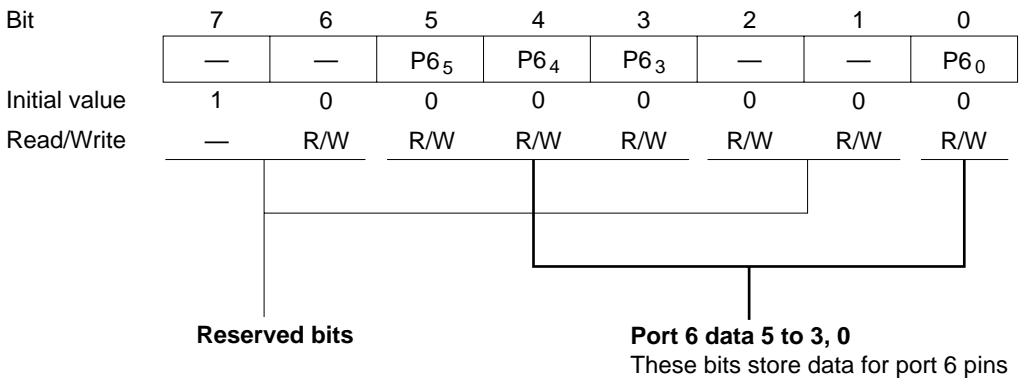 Bit 7 6 5 4 3 2 1 0
— — P6₅ P6₄ P6₃ — — P6₀
Initial value 1 0 0 0 0 0 0 0
Read/Write — R/W R/W R/W R/W R/W R/W R/W
Reserved bits
Port 6 data 5 to 3, 0
These bits store data for port 6 pins